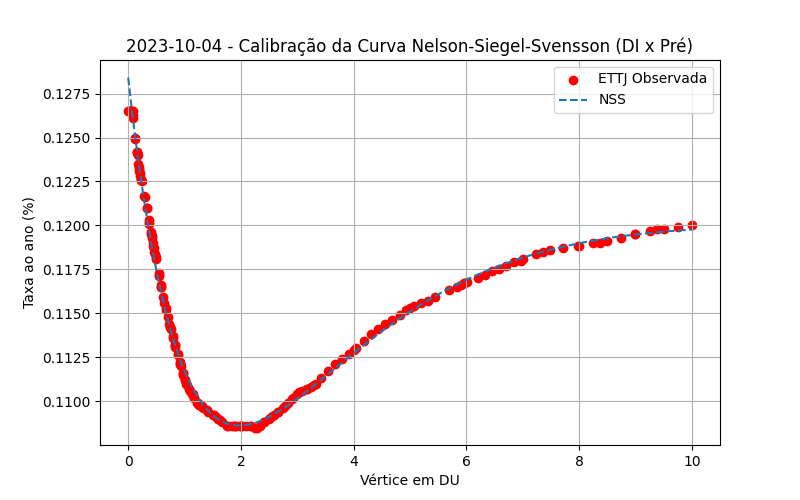 2023-10-04 - Calibração da Curva Nelson-Siegel-Svensson (DI x Pré)
ETTJ Observada
NSS
Taxa ao ano (%)
0.1275
0.1250
0.1225
0.1200
0.1175
0.1150
0.1125
0.1100
0 2 4 6 8 10
Vértice em DU